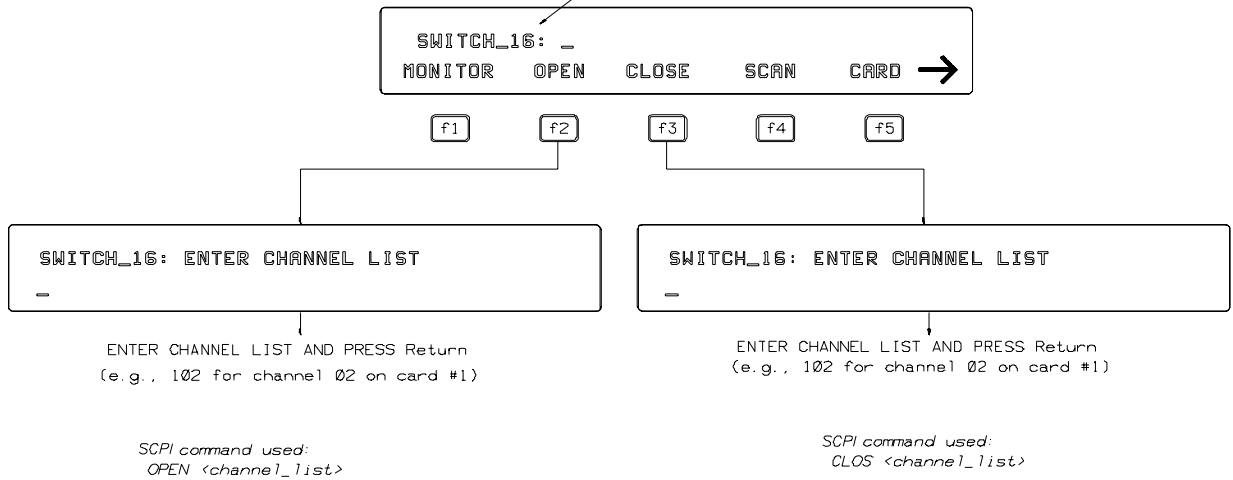 SWITCH_16: _
MONITOR OPEN CLOSE SCAN CARD
f1 f2 f3 f4 f5
SWITCH_16: ENTER CHANNEL LIST
_
ENTER CHANNEL LIST AND PRESS Return
(e.g., 102 for channel 02 on card #1)
SCPI command used:
OPEN <channel_list>
SWITCH_16: ENTER CHANNEL LIST
_
ENTER CHANNEL LIST AND PRESS Return
(e.g., 102 for channel 02 on card #1)
SCPI command used:
CLOS <channel_list>